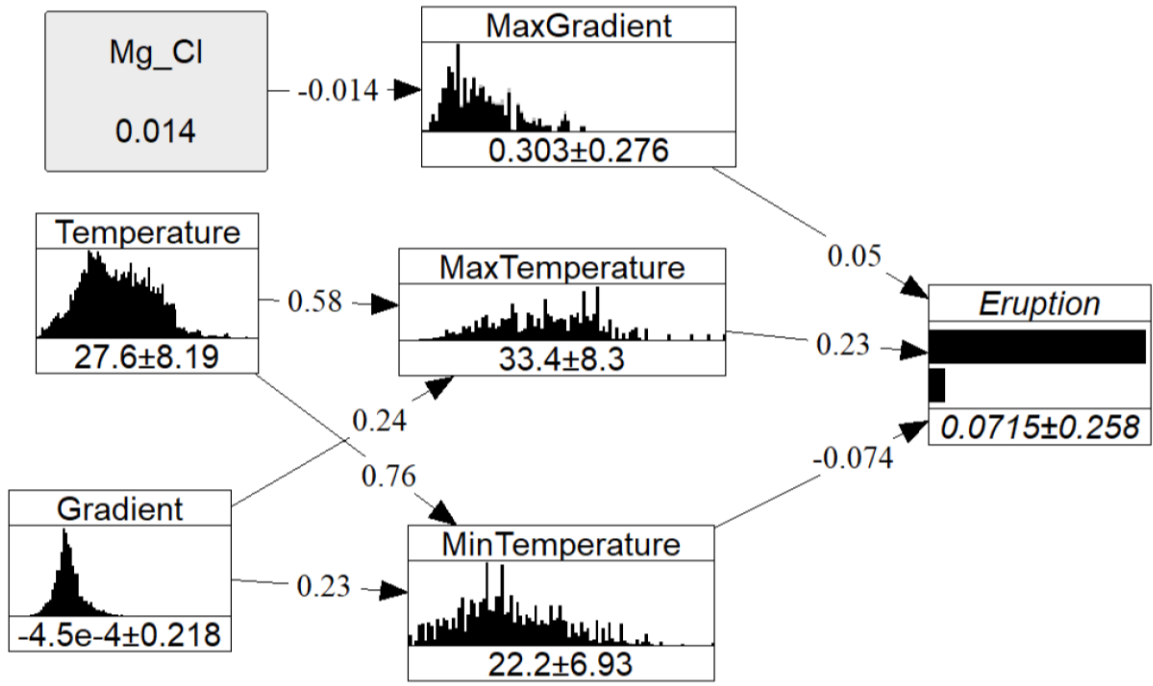 Mg_Cl
0.014
-0.014
MaxGradient
0.303±0.276
0.05
Temperature
27.6±8.19
0.58
MaxTemperature
33.4±8.3
0.23
Eruption
0.0715±0.258
0.24
0.76
-0.074
Gradient
-4.5e-4±0.218
0.23
MinTemperature
22.2±6.93